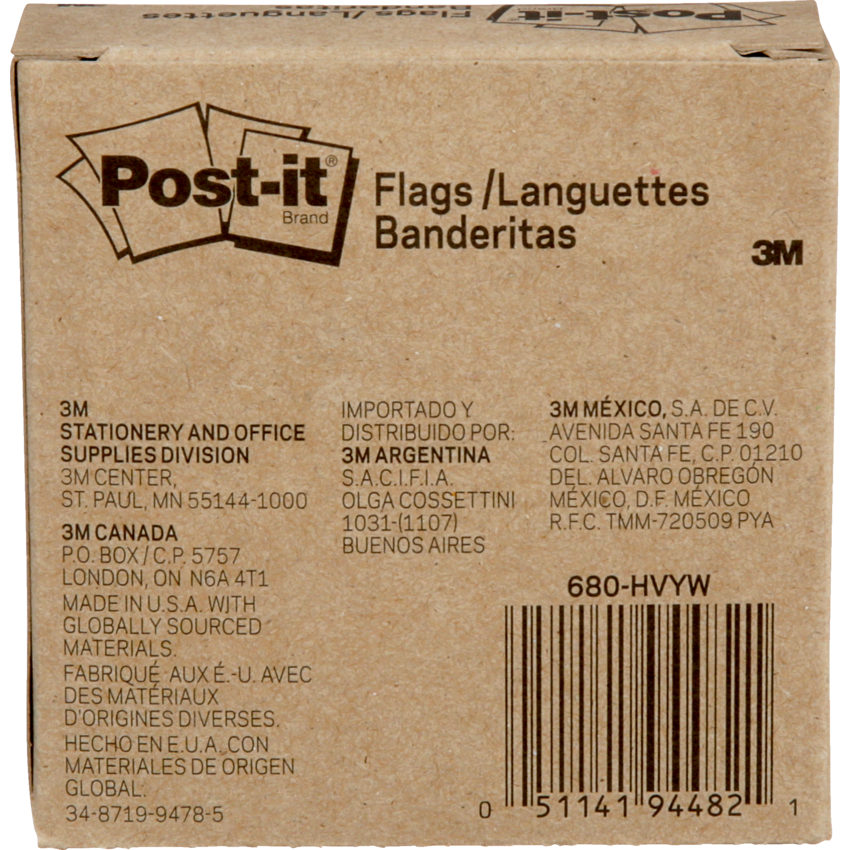 Flags/Languettes
Banderitas
Post-it®
Brand
Flags /Languettes
Banderitas
3M
3M
STATIONERY AND OFFICE
SUPPLIES DIVISION
3M CENTER,
ST. PAUL, MN 55144-1000
3M CANADA
P.O. BOX / C.P. 5757
LONDON, ON N6A 4T1
MADE IN U.S.A. WITH
GLOBALLY SOURCED
MATERIALS.
FABRIQUÉ AUX É.-U. AVEC
DES MATÉRIAUX
D'ORIGINES DIVERSES.
HECHO EN E.U.A. CON
MATERIALES DE ORIGEN
GLOBAL.
34-8719-9478-5
IMPORTADO Y
DISTRIBUIDO POR:
3M ARGENTINA
S.A.C.I.F.I.A.
OLGA COSSETTINI
1031-(1107)
BUENOS AIRES
3M MÉXICO, S.A. DE C.V.
AVENIDA SANTA FE 190
COL. SANTA FE, C.P. 01210
DEL. ALVARO OBREGÓN
MÉXICO, D.F. MÉXICO
R.F.C. TMM-720509 PYA
680-HVYW
0 51141 94482 1